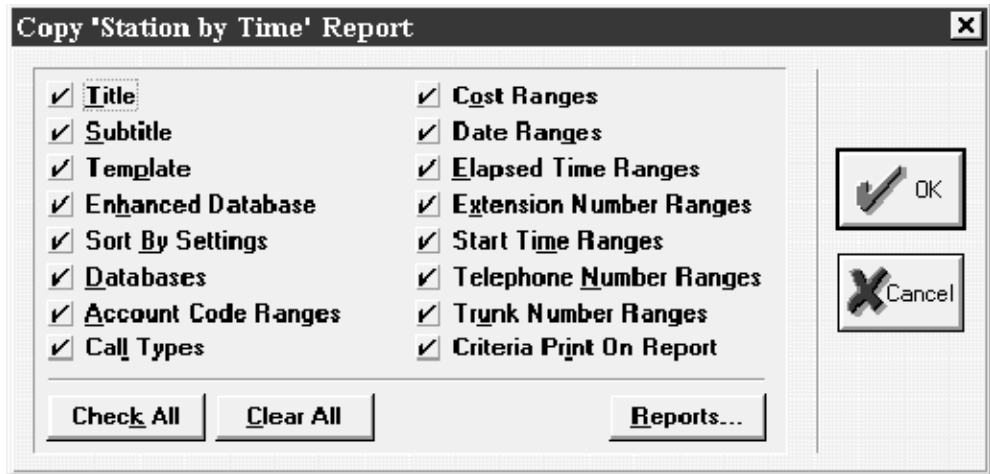 Copy 'Station by Time' Report
Title
Subtitle
Template
Enhanced Database
Sort By Settings
Databases
Account Code Ranges
Call Types
Cost Ranges
Date Ranges
Elapsed Time Ranges
Extension Number Ranges
Start Time Ranges
Telephone Number Ranges
Trunk Number Ranges
Criteria Print On Report
Check All
Clear All
Reports...
OK
Cancel